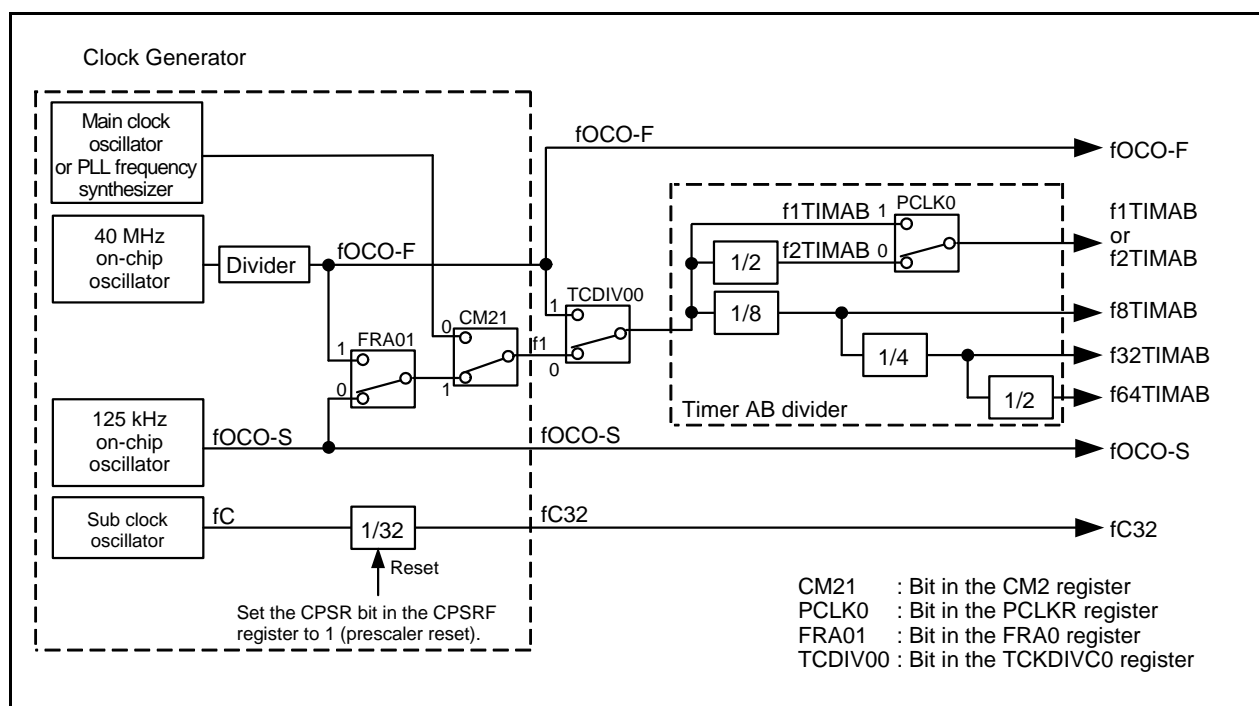 Clock Generator
Main clock
oscillator
or PLL frequency
synthesizer
40 MHz
on-chip
oscillator
Divider
fOCO-F
fOCO-F
fOCO-F
FRA01
1
0
CM21
0
1
f1
TCDIV00
1
0
f1TIMAB 1
PCLK0
1/2
f2TIMAB 0
f1TIMAB
or
f2TIMAB
1/8
f8TIMAB
1/4
f32TIMAB
1/2
f64TIMAB
Timer AB divider
125 kHz
on-chip
oscillator
fOCO-S
fOCO-S
fOCO-S
Sub clock
oscillator
fC
1/32
fC32
fC32
Reset
Set the CPSR bit in the CPSRF
register to 1 (prescaler reset).
CM21 : Bit in the CM2 register
PCLK0 : Bit in the PCLKR register
FRA01 : Bit in the FRA0 register
TCDIV00 : Bit in the TCKDIVC0 register